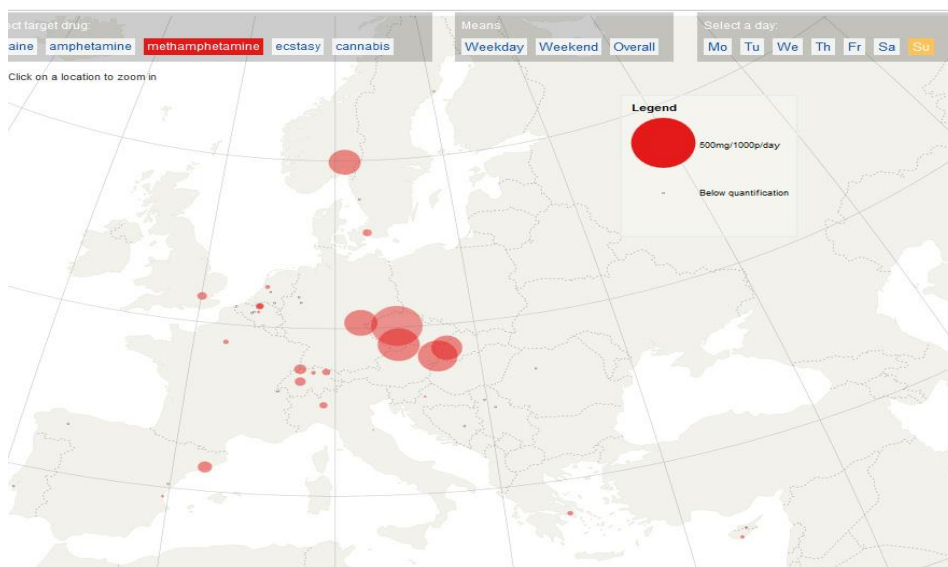 ect target drug:
aine amphetamine methamphetamine ecstasy cannabis
Means
Weekday Weekend Overall
Select a day:
Mo Tu We Th Fr Sa Su
Click on a location to zoom in
Legend
500mg/1000p/day
Below quantification